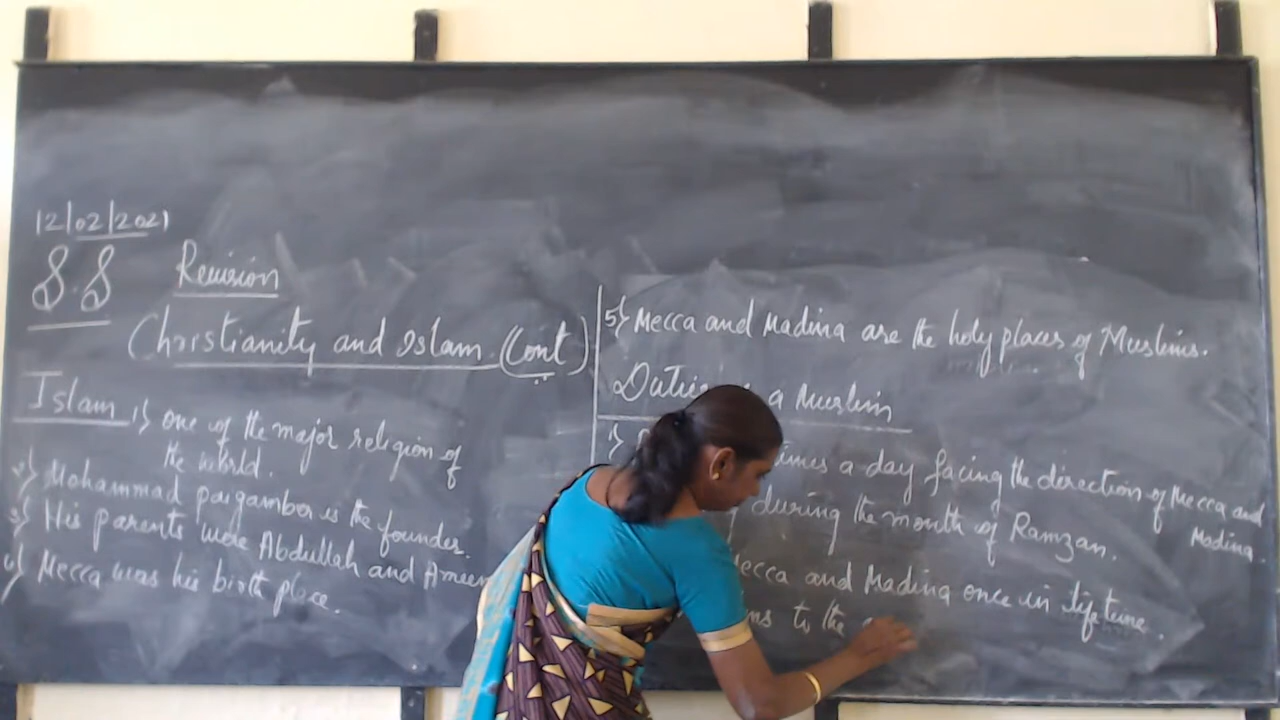 12/02/2021
8.8 Revision
Christianity and Islam (Cont)
Islam 1} one of the major religion of
the world.
2} Mohammad paigambar is the founder.
3} His parents were Abdullah and Ameen
4} Mecca was his birth place.
5} Mecca and Madina are the holy places of Muslims.
Duties a Muslim
1} times a day facing the direction of Mecca and
Madina.
during the month of Ramzan.
Mecca and Madina once in lifetime.
to the